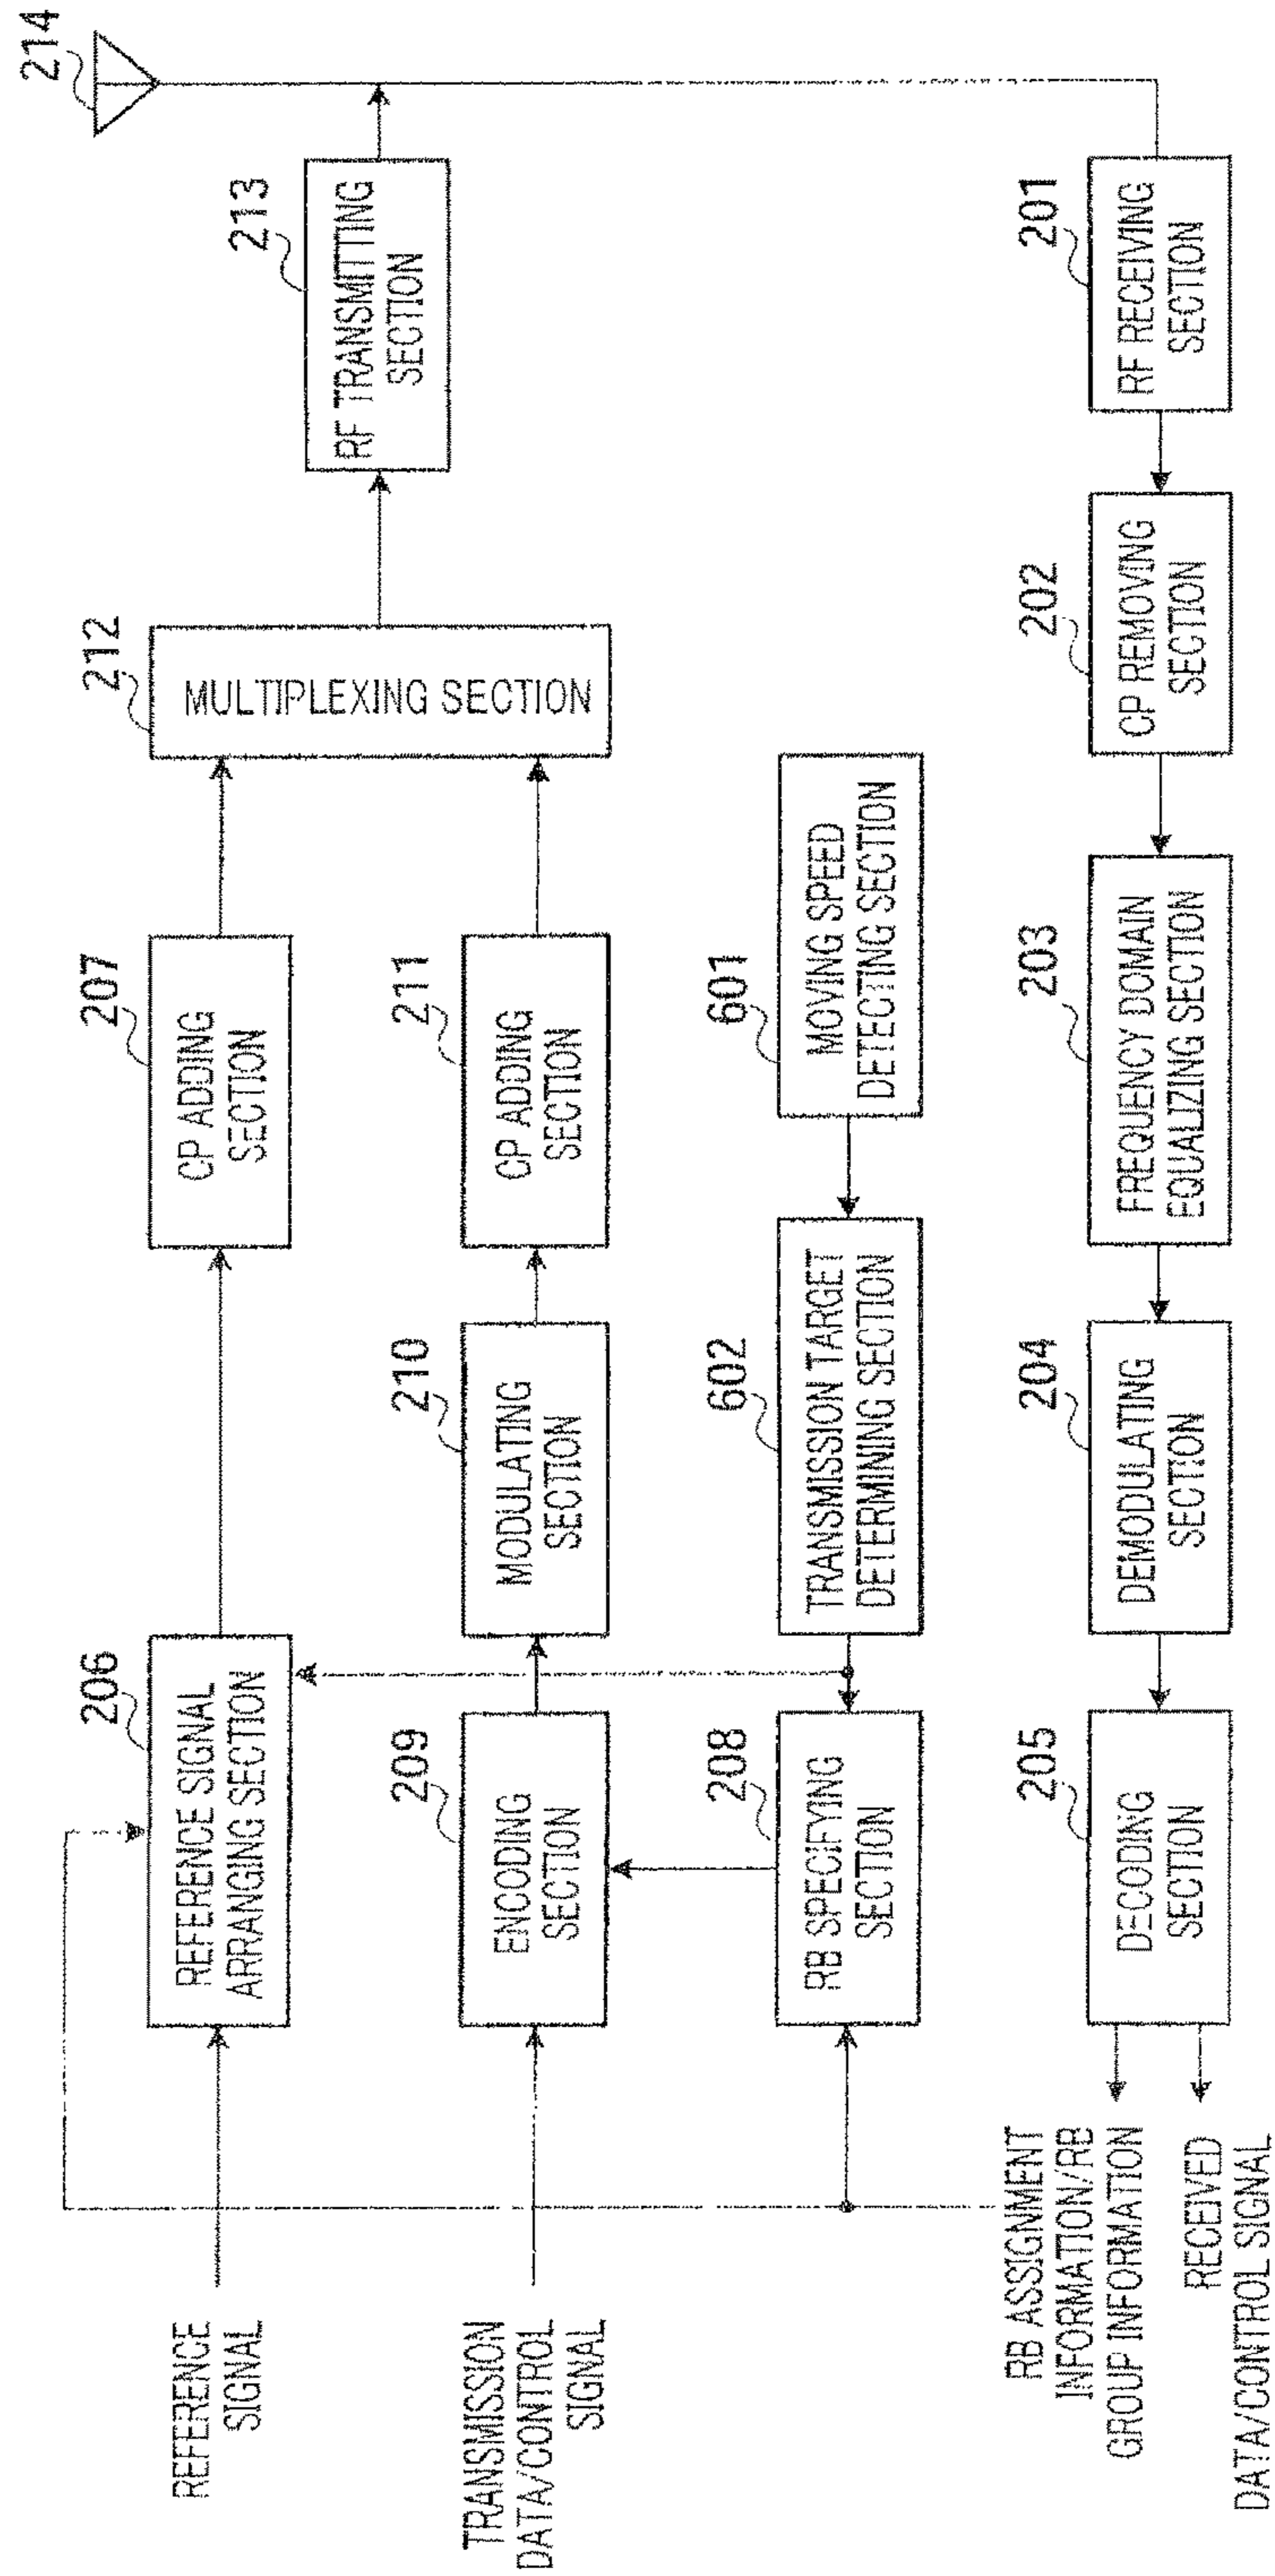 214
213
RF TRANSMITTING
SECTION
212
MULTIPLEXING SECTION
207
CP ADDING
SECTION
206
REFERENCE SIGNAL
ARRANGING SECTION
REFERENCE
SIGNAL
211
CP ADDING
SECTION
210
MODULATING
SECTION
209
ENCODING
SECTION
TRANSMISSION
DATA/CONTROL
SIGNAL
601
MOVING SPEED
DETECTING SECTION
602
TRANSMISSION TARGET
DETERMINING SECTION
208
RB SPECIFYING
SECTION
201
RF RECEIVING
SECTION
202
CP REMOVING
SECTION
203
FREQUENCY DOMAIN
EQUALIZING SECTION
204
DEMODULATING
SECTION
205
DECODING
SECTION
RB ASSIGNMENT
INFORMATION/RB
GROUP INFORMATION
RECEIVED
DATA/CONTROL SIGNAL